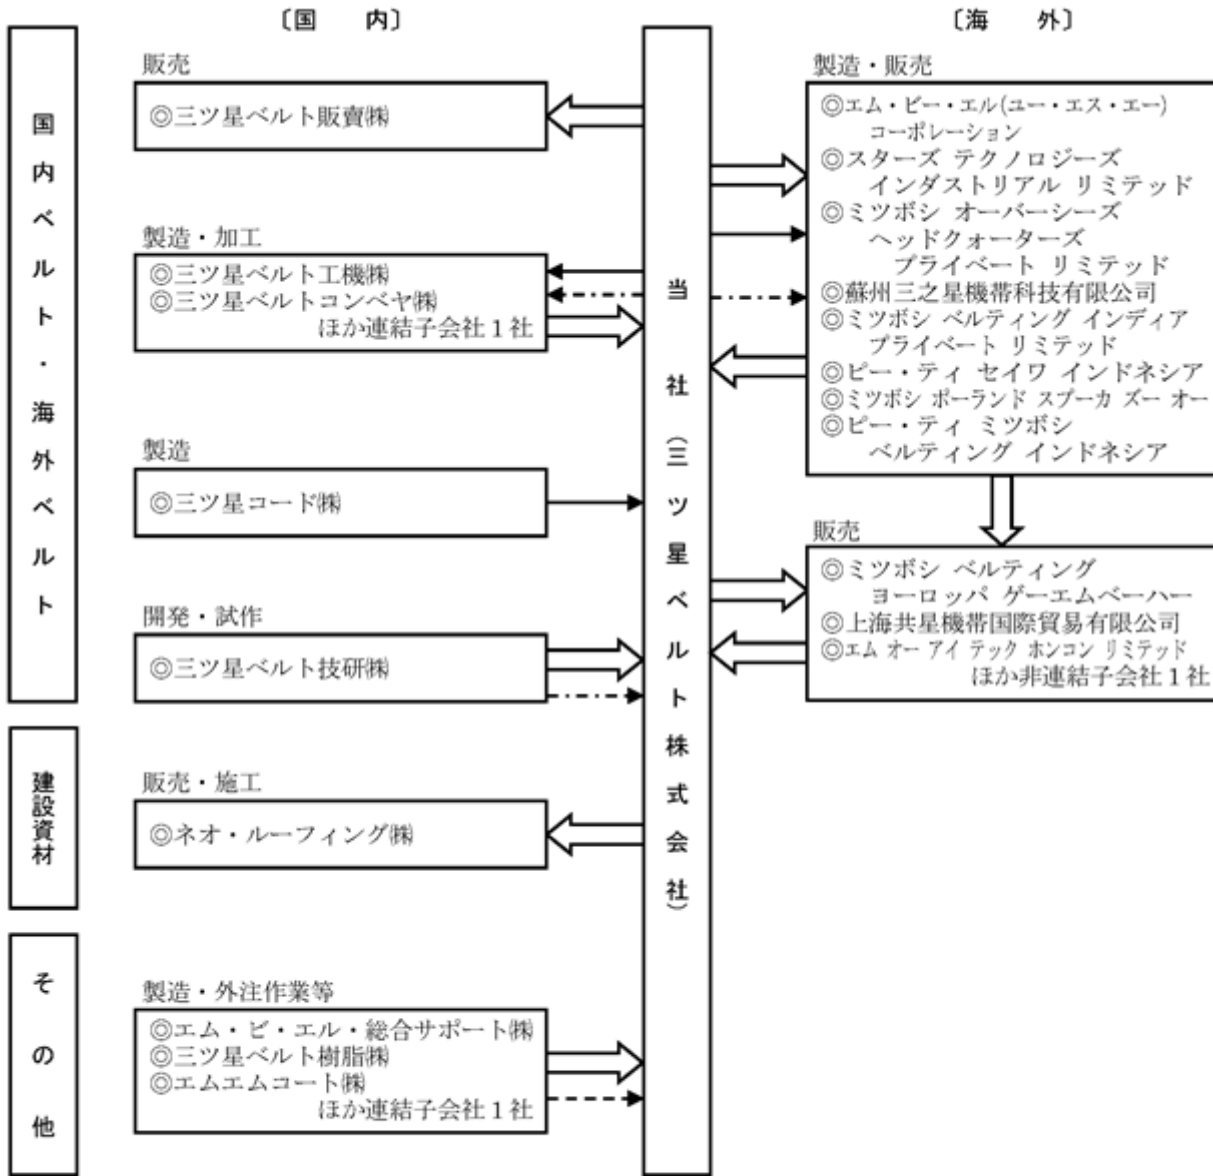 〔国　内〕
国内ベルト・海外ベルト
販売
◎三ツ星ベルト販賣㈱
製造・加工
◎三ツ星ベルト工機㈱
◎三ツ星ベルトコンベヤ㈱
ほか連結子会社１社
製造
◎三ツ星コード㈱
開発・試作
◎三ツ星ベルト技研㈱
建設資材
販売・施工
◎ネオ・ルーフィング㈱
その他
製造・外注作業等
◎エム・ビ・エル・総合サポート㈱
◎三ツ星ベルト樹脂㈱
◎エムエムコート㈱
ほか連結子会社１社
当社（三ツ星ベルト株式会社）
〔海　外〕
製造・販売
◎エム・ビー・エル(ユー・エス・エー)
コーポレーション
◎スターズ テクノロジーズ
インダストリアル リミテッド
◎ミツボシ オーバーシーズ
ヘッドクォーターズ
プライベート リミテッド
◎蘇州三之星機帯科技有限公司
◎ミツボシ ベルティング インディア
プライベート リミテッド
◎ピー・ティ セイワ インドネシア
◎ミツボシ ポーランド スプーカ ズー オー
◎ピー・ティ ミツボシ
ベルティング インドネシア
販売
◎ミツボシ ベルティング
ヨーロッパ ゲーエムベーハー
◎上海共星機帯国際貿易有限公司
◎エム オー アイ テック ホンコン リミテッド
ほか非連結子会社１社